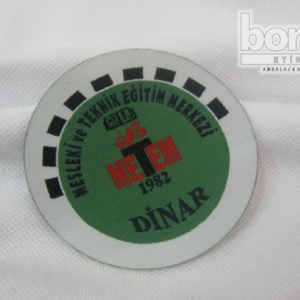 MESLEKİ ve TEKNİK EĞİTİM MERKEZİ
METEM
1982
DİNAR